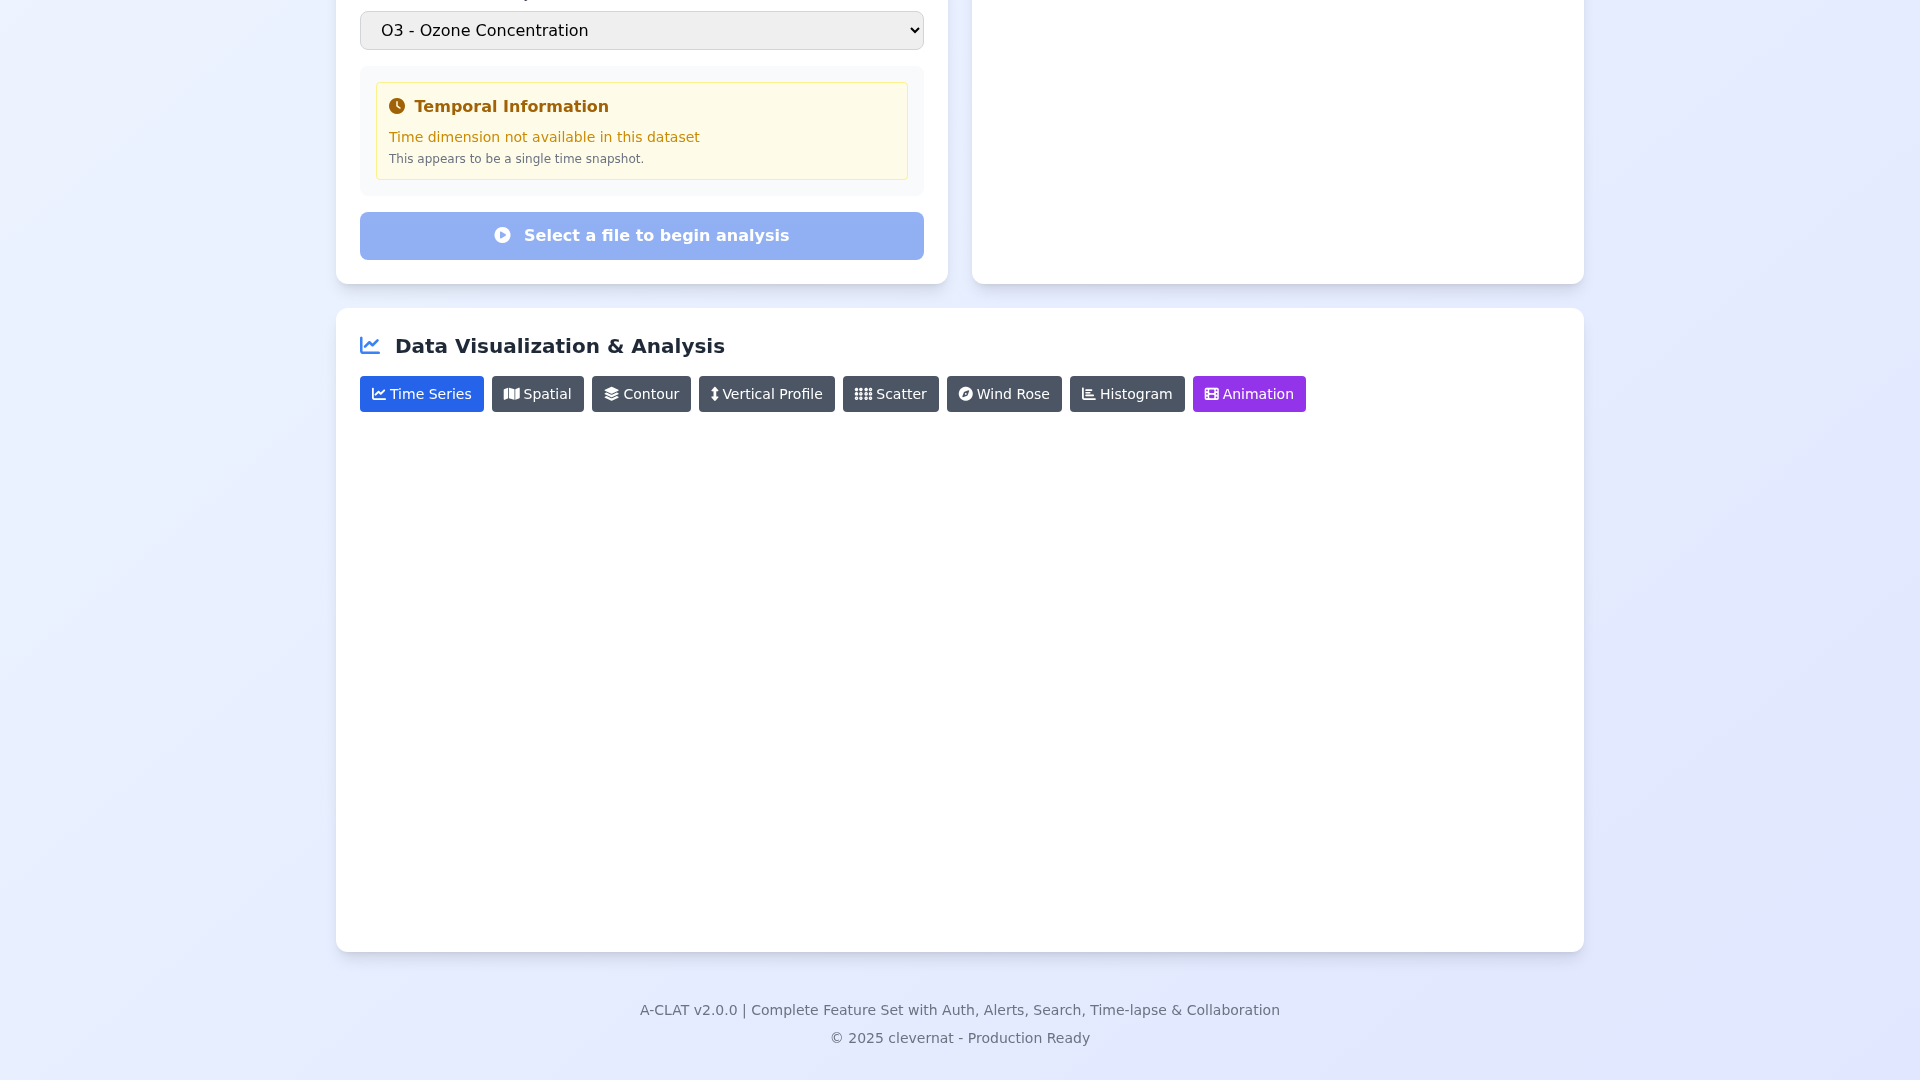 O3 - Ozone Concentration
Temporal Information
Time dimension not available in this dataset
This appears to be a single time snapshot.
Select a file to begin analysis
Data Visualization & Analysis
Time Series Spatial Contour Vertical Profile Scatter Wind Rose Histogram Animation
A-CLAT v2.0.0 | Complete Feature Set with Auth, Alerts, Search, Time-lapse & Collaboration
© 2025 clevernat - Production Ready